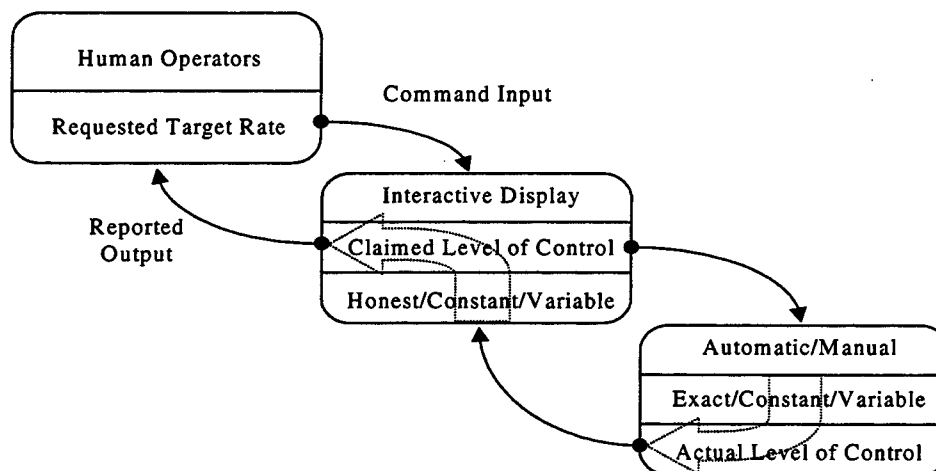 Human Operators
Requested Target Rate
Command Input
Reported
Output
Interactive Display
Claimed Level of Control
Honest/Constant/Variable
Automatic/Manual
Exact/Constant/Variable
Actual Level of Control